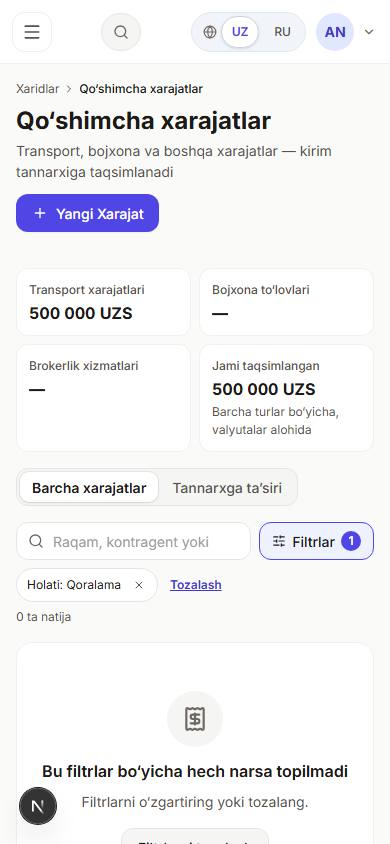 UZ
RU
AN
Xaridlar
Qo‘shimcha xarajatlar
Qo‘shimcha xarajatlar
Transport, bojxona va boshqa xarajatlar — kirim
tannarxiga taqsimlanadi
+ Yangi Xarajat
Transport xarajatlari
500 000 UZS
Bojxona to‘lovlari
—
Brokerlik xizmatlari
—
Jami taqsimlangan
500 000 UZS
Barcha turlar bo‘yicha,
valyutalar alohida
Barcha xarajatlar
Tannarxga ta’siri
Raqam, kontragent yoki
Filtrlar 1
Holati: Qoralama ×
Tozalash
0 ta natija
Bu filtrlar bo‘yicha hech narsa topilmadi
Filtrlarni o‘zgartiring yoki tozalang.
N